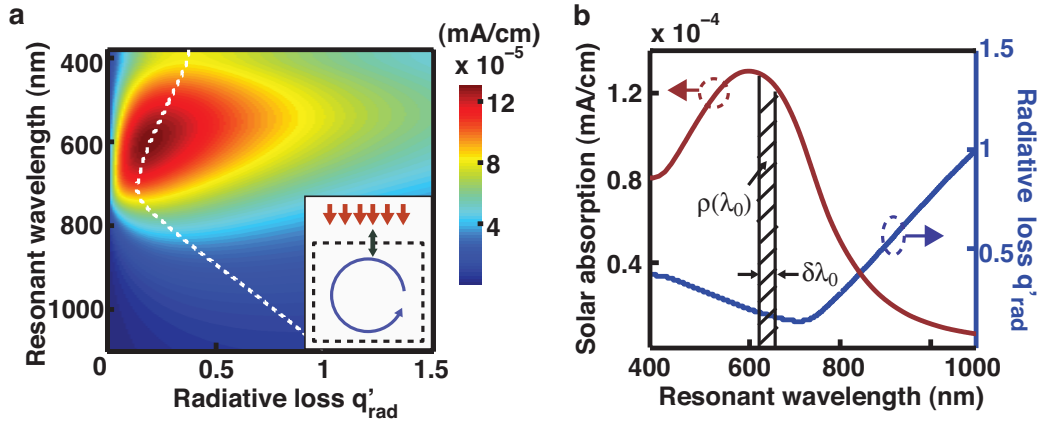 a
(mA/cm)
x 10⁻⁵
12
8
4
400
600
800
1000
Resonant wavelength (nm)
0
0.5
1
1.5
Radiative loss q'rad
b
x 10⁻⁴
1.2
0.8
0.4
Solar absorption (mA/cm)
ρ(λ₀)
δλ₀
1.5
1
0.5
Radiative loss q'rad
400
600
800
1000
Resonant wavelength (nm)